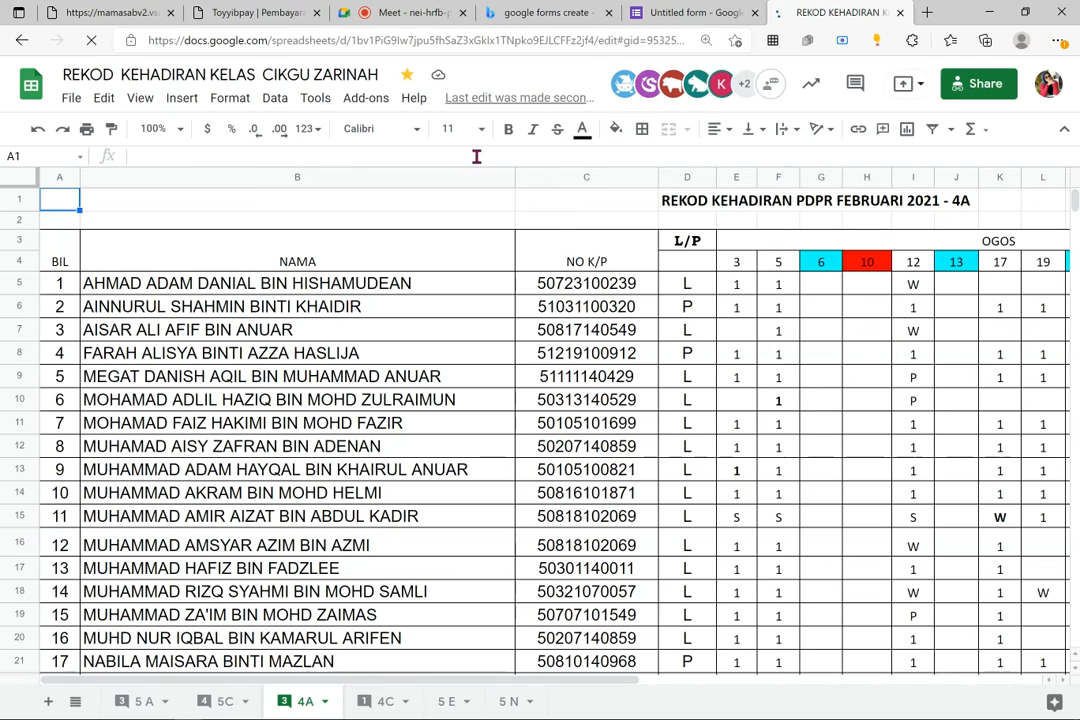 https://mamasabv2.vs
Toyyibpay | Pembayara
Meet - nei-hrfb-p
google forms create -
Untitled form - Google
REKOD KEHADIRAN K
https://docs.google.com/spreadsheets/d/1bv1PiG9Iw7jpu5fhSaZ3xGkIx1TNpko9EJLCFFz2jf4/edit#gid=95325...
REKOD KEHADIRAN KELAS CIKGU ZARINAH
K +2
Share
File Edit View Insert Format Data Tools Add-ons Help Last edit was made secon...
100% $ % .0 .00 123 Calibri 11 B I S A Σ
A1 fx
A B C D E F G H I J K L
1 REKOD KEHADIRAN PDPR FEBRUARI 2021 - 4A
2
3 L/P OGOS
4 BIL NAMA NO K/P 3 5 6 10 12 13 17 19
5 1 AHMAD ADAM DANIAL BIN HISHAMUDEAN 50723100239 L 1 1 W
6 2 AINNURUL SHAHMIN BINTI KHAIDIR 51031100320 P 1 1 1 1 1
7 3 AISAR ALI AFIF BIN ANUAR 50817140549 L 1 W
8 4 FARAH ALISYA BINTI AZZA HASLIJA 51219100912 P 1 1 1 1 1
9 5 MEGAT DANISH AQIL BIN MUHAMMAD ANUAR 51111140429 L 1 1 P 1 1
10 6 MOHAMAD ADLIL HAZIQ BIN MOHD ZULRAIMUN 50313140529 L 1 P
11 7 MOHAMAD FAIZ HAKIMI BIN MOHD FAZIR 50105101699 L 1 1 1 1 1
12 8 MUHAMAD AISY ZAFRAN BIN ADENAN 50207140859 L 1 1 1 1 1
13 9 MUHAMMAD ADAM HAYQAL BIN KHAIRUL ANUAR 50105100821 L 1 1 1 1 1
14 10 MUHAMMAD AKRAM BIN MOHD HELMI 50816101871 L 1 1 1 1 1
15 11 MUHAMMAD AMIR AIZAT BIN ABDUL KADIR 50818102069 L S S S W 1
16 12 MUHAMMAD AMSYAR AZIM BIN AZMI 50818102069 L 1 1 W 1
17 13 MUHAMMAD HAFIZ BIN FADZLEE 50301140011 L 1 1 1 1
18 14 MUHAMMAD RIZQ SYAHMI BIN MOHD SAMLI 50321070057 L 1 1 W 1 W
19 15 MUHAMMAD ZA'IM BIN MOHD ZAIMAS 50707101549 L 1 1 P 1
20 16 MUHD NUR IQBAL BIN KAMARUL ARIFEN 50207140859 L 1 1 1 1
21 17 NABILA MAISARA BINTI MAZLAN 50810140968 P 1 1 1 1 1
3 5 A 4 5C 3 4A 1 4C 5 E 5 N